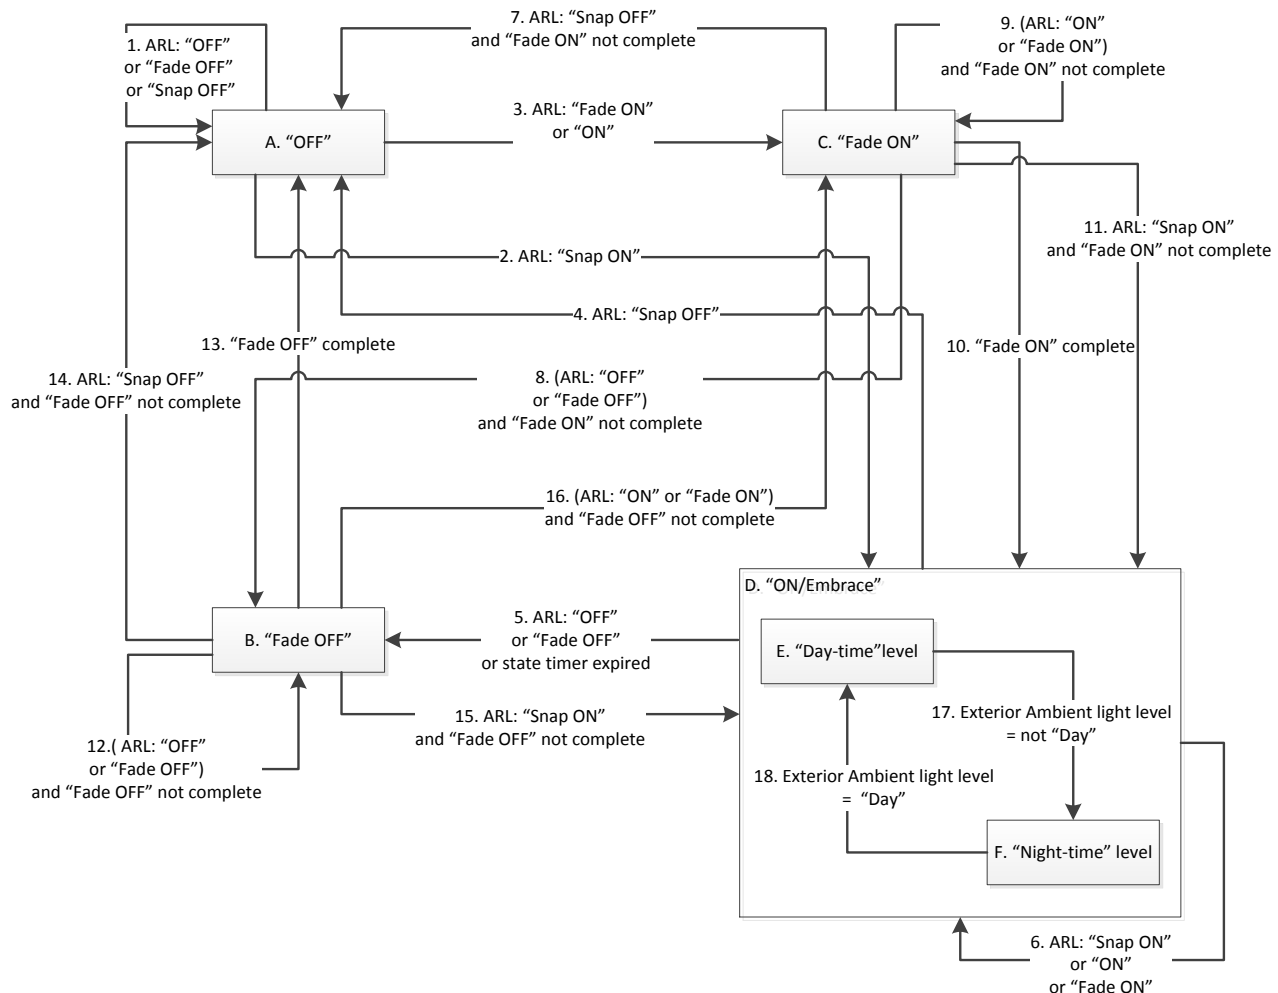 7. ARL: “Snap OFF”
and “Fade ON” not complete
9. (ARL: “ON”
or “Fade ON”)
and “Fade ON” not complete
1. ARL: “OFF”
or “Fade OFF”
or “Snap OFF”
3. ARL: “Fade ON”
or “ON”
A. “OFF”
C. “Fade ON”
11. ARL: “Snap ON”
and “Fade ON” not complete
2. ARL: “Snap ON”
4. ARL: “Snap OFF”
13. “Fade OFF” complete
10. “Fade ON” complete
14. ARL: “Snap OFF”
and “Fade OFF” not complete
8. (ARL: “OFF”
or “Fade OFF”)
and “Fade ON” not complete
16. (ARL: “ON” or “Fade ON”)
and “Fade OFF” not complete
D. “ON/Embrace”
B. “Fade OFF”
5. ARL: “OFF”
or “Fade OFF”
or state timer expired
E. “Day-time”level
15. ARL: “Snap ON”
and “Fade OFF” not complete
17. Exterior Ambient light level
= not “Day”
12.( ARL: “OFF”
or “Fade OFF”)
and “Fade OFF” not complete
18. Exterior Ambient light level
= “Day”
F. “Night-time” level
6. ARL: “Snap ON”
or “ON”
or “Fade ON”